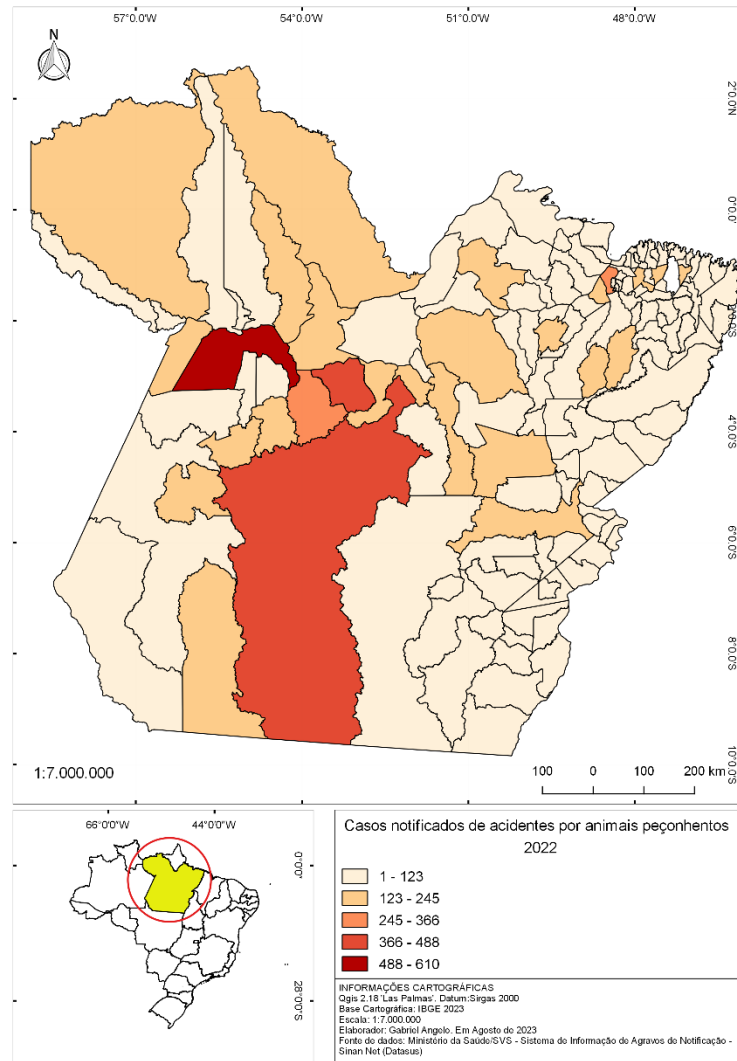 57°0.0'W 54°0.0'W 51°0.0'W 48°0.0'W
N
2°0.0'N
0°0.0'
2°0.0'S
4°0.0'S
6°0.0'S
8°0.0'S
10°0.0'S
1:7.000.000
100 0 100 200 km
66°0.0'W 44°0.0'W
0°0.0'
28°0.0'S
Casos notificados de acidentes por animais peçonhentos
2022
1 - 123
123 - 245
245 - 366
366 - 488
488 - 610
INFORMAÇÕES CARTOGRÁFICAS
Qgis 2.18 'Las Palmas'. Datum:Sirgas 2000
Base Cartográfica: IBGE 2023
Escala: 1:7.000.000
Elaborador: Gabriel Angelo. Em Agosto de 2023
Fonte de dados: Ministério da Saúde/SVS - Sistema de Informação de Agravos de Notificação -
Sinan Net (Datasus)